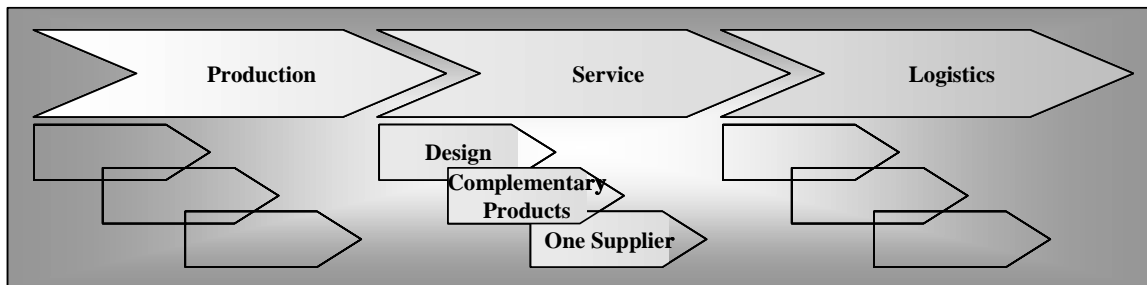 Production
Service
Logistics
Design
Complementary
Products
One Supplier